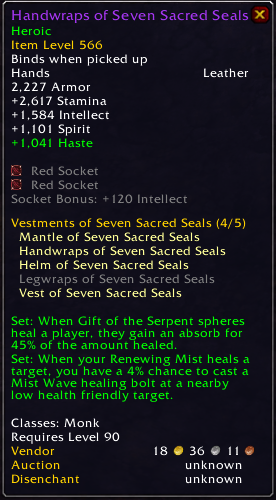 Handwraps of Seven Sacred Seals
Heroic
Item Level 566
Binds when picked up
Hands Leather
2,227 Armor
+2,617 Stamina
+1,584 Intellect
+1,101 Spirit
+1,041 Haste
Red Socket
Red Socket
Socket Bonus: +120 Intellect
Vestments of Seven Sacred Seals (4/5)
Mantle of Seven Sacred Seals
Handwraps of Seven Sacred Seals
Helm of Seven Sacred Seals
Legwraps of Seven Sacred Seals
Vest of Seven Sacred Seals
Set: When Gift of the Serpent spheres
heal a player, they gain an absorb for
45% of the amount healed.
Set: When your Renewing Mist heals a
target, you have a 4% chance to cast a
Mist Wave healing bolt at a nearby
low health friendly target.
Classes: Monk
Requires Level 90
Vendor 18 36 11
Auction unknown
Disenchant unknown